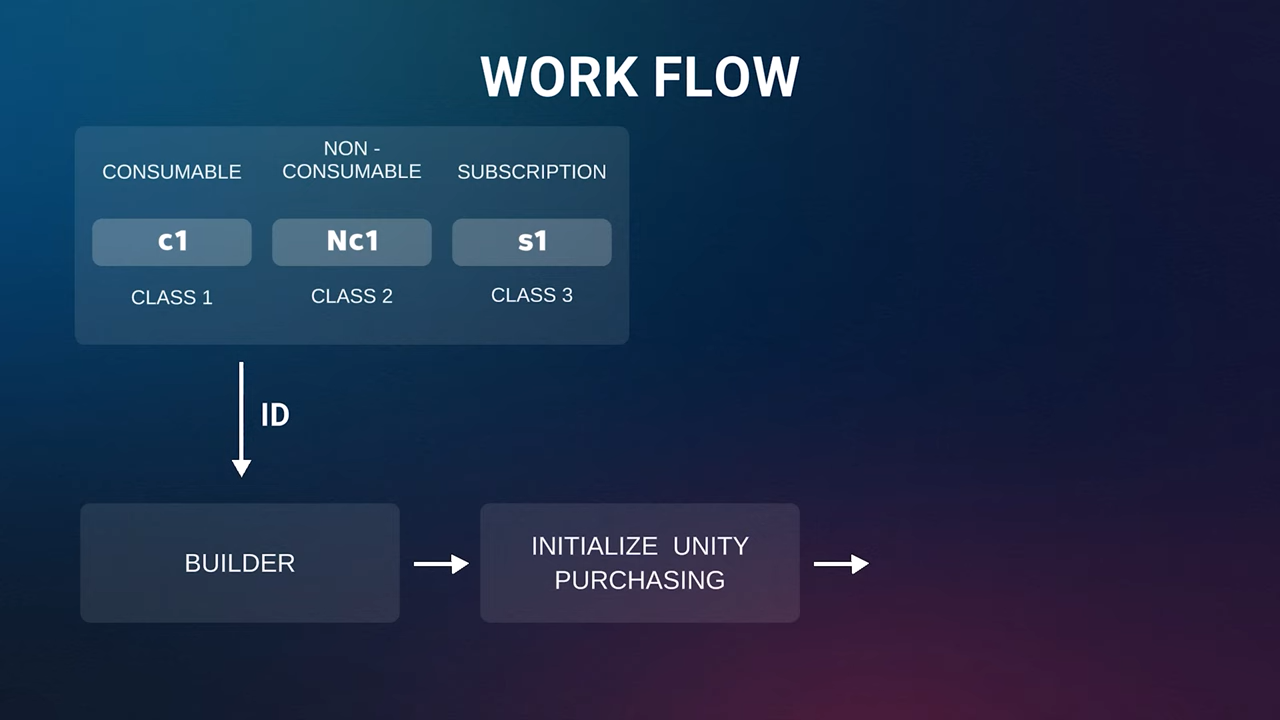 WORK FLOW
CONSUMABLE
NON -
CONSUMABLE
SUBSCRIPTION
c1
Nc1
s1
CLASS 1
CLASS 2
CLASS 3
ID
BUILDER
INITIALIZE UNITY
PURCHASING